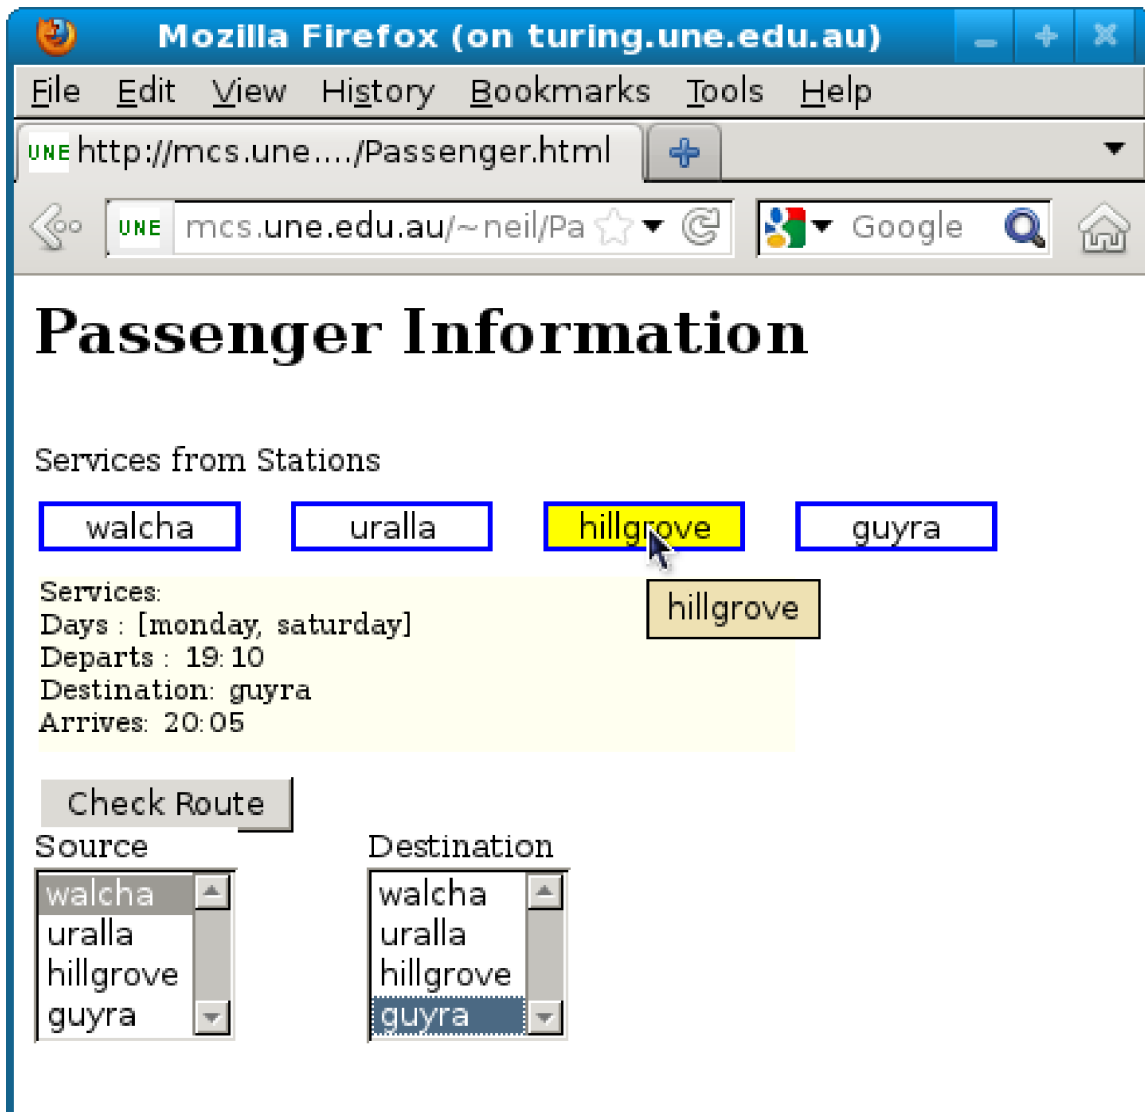 Mozilla Firefox (on turing.une.edu.au)
File Edit View History Bookmarks Tools Help
UNE http://mcs.une..../Passenger.html
UNE mcs.une.edu.au/~neil/Pa Google
Passenger Information
Services from Stations
walcha uralla hillgrove guyra
Services:
Days : [monday, saturday]
hillgrove
Departs : 19:10
Destination: guyra
Arrives: 20:05
Check Route
Source Destination
walcha walcha
uralla uralla
hillgrove hillgrove
guyra guyra